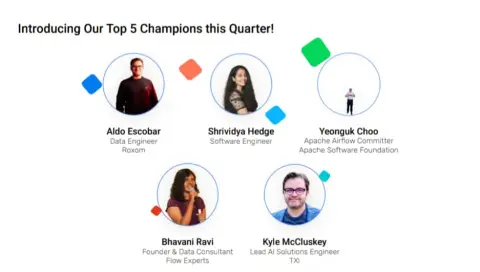 Introducing Our Top 5 Champions this Quarter!
Aldo Escobar
Data Engineer
Roxom
Shrividya Hedge
Software Engineer
Yeonguk Choo
Apache Airflow Committer
Apache Software Foundation
Bhavani Ravi
Founder & Data Consultant
Flow Experts
Kyle McCluskey
Lead AI Solutions Engineer
TXI